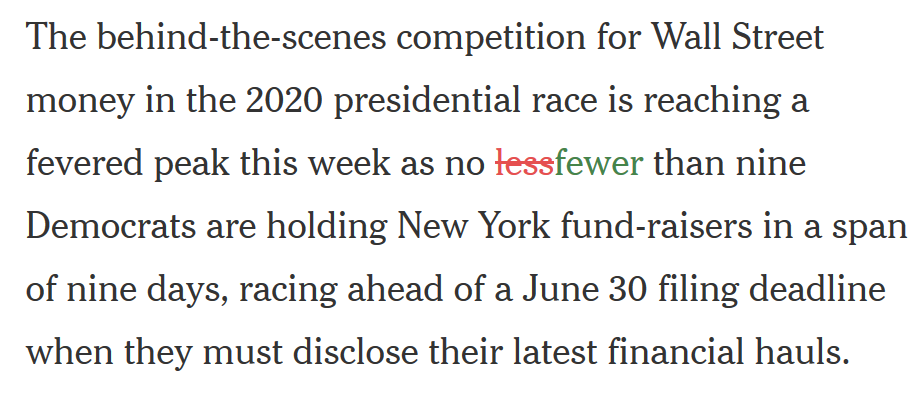 The behind-the-scenes competition for Wall Street
money in the 2020 presidential race is reaching a
fevered peak this week as no lessfewer than nine
Democrats are holding New York fund-raisers in a span
of nine days, racing ahead of a June 30 filing deadline
when they must disclose their latest financial hauls.